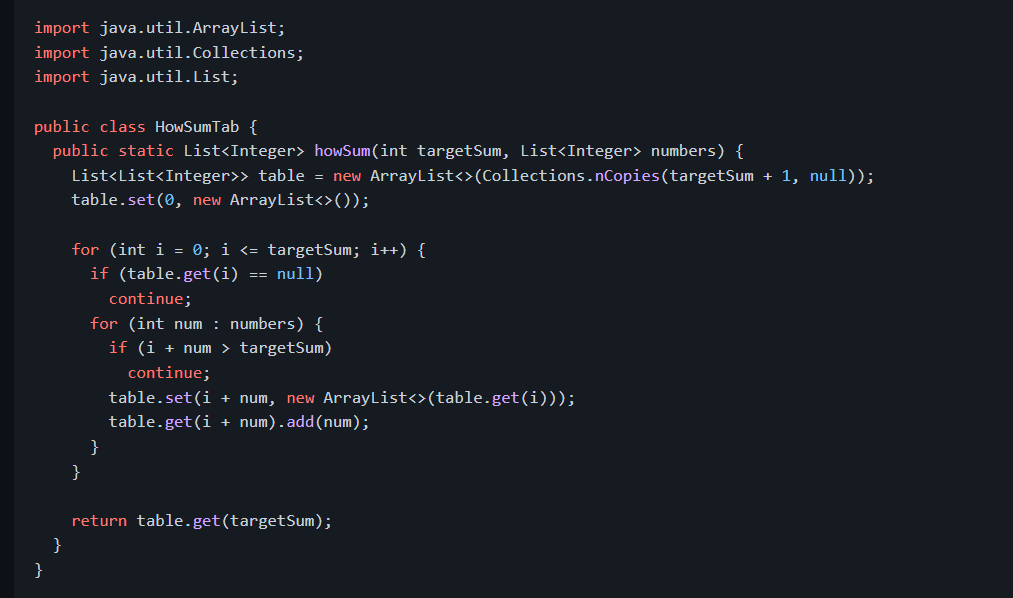 import java.util.ArrayList;
import java.util.Collections;
import java.util.List;

public class HowSumTab {
  public static List<Integer> howSum(int targetSum, List<Integer> numbers) {
    List<List<Integer>> table = new ArrayList<>(Collections.nCopies(targetSum + 1, null));
    table.set(0, new ArrayList<>());

    for (int i = 0; i <= targetSum; i++) {
      if (table.get(i) == null)
        continue;
      for (int num : numbers) {
        if (i + num > targetSum)
          continue;
        table.set(i + num, new ArrayList<>(table.get(i)));
        table.get(i + num).add(num);
      }
    }

    return table.get(targetSum);
  }
}